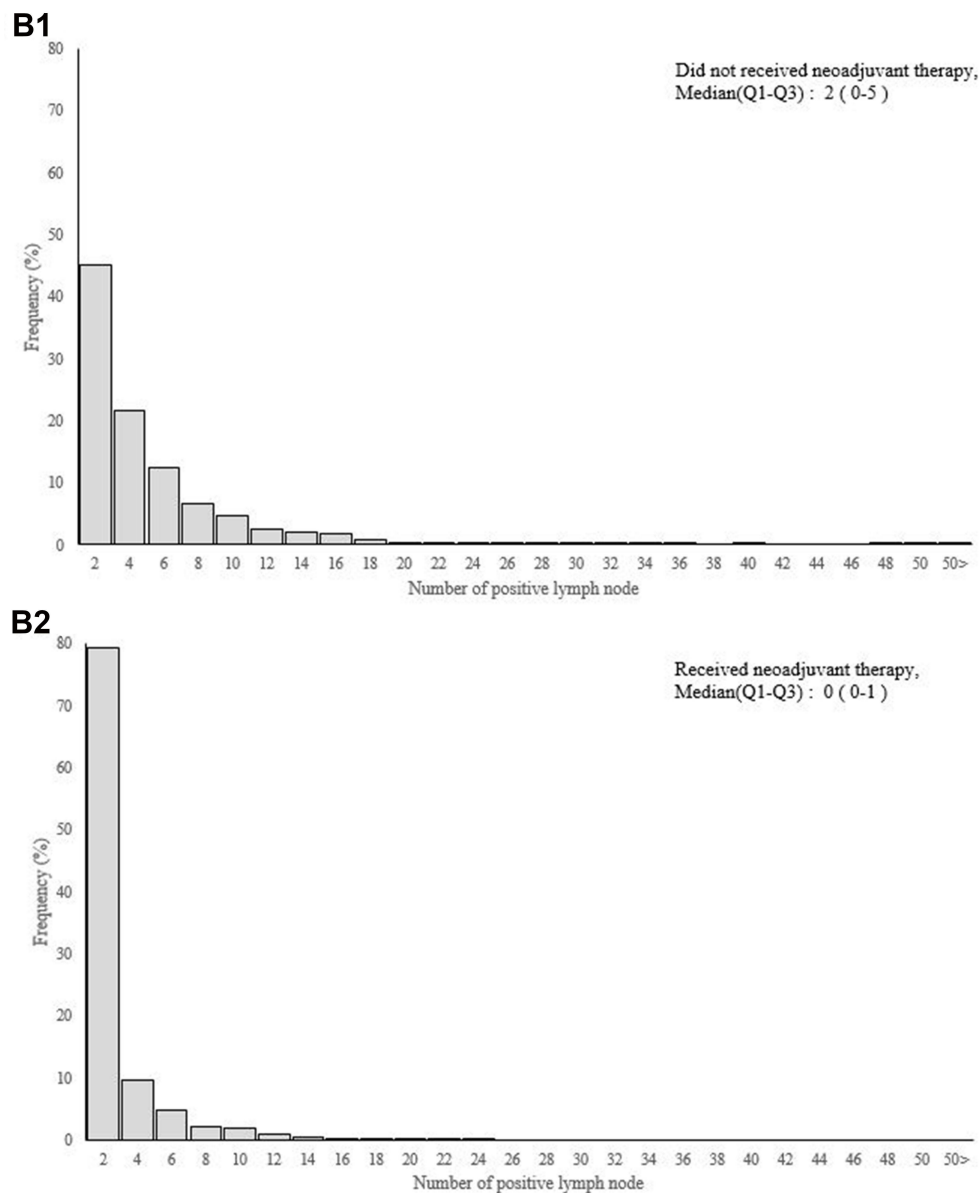 B1
80
70
60
50
40
30
20
10
0
Frequency (%)
Did not received neoadjuvant therapy,
Median(Q1-Q3) : 2 ( 0-5 )
2 4 6 8 10 12 14 16 18 20 22 24 26 28 30 32 34 36 38 40 42 44 46 48 50 50>
Number of positive lymph node
B2
80
70
60
50
40
30
20
10
0
Frequency (%)
Received neoadjuvant therapy,
Median(Q1-Q3) : 0 ( 0-1 )
2 4 6 8 10 12 14 16 20 22 24 26 28 30 32 34 36 38 40 42 44 46 48 50 50>
Number of positive lymph node